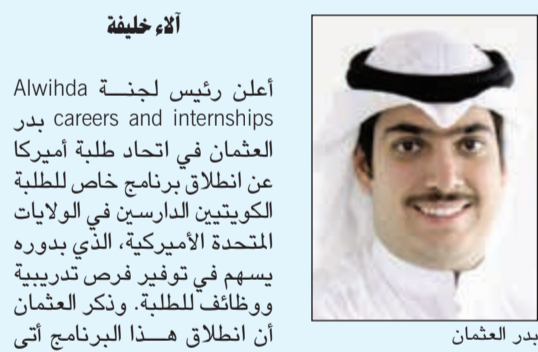 آلاء خليفة
أعلن رئيس لجنـــة Alwihda
careers and internships بدر
العثمان في اتحاد طلبة أميركا
عن انطلاق برنامج خاص للطلبة
الكويتيين الدارسين في الولايات
المتحدة الأميركية، الذي بدوره
يسهم في توفير فرص تدريبية
ووظائف للطلبة. وذكر العثمان
أن انطلاق هـــذا البرنامج أتى
بدر العثمان